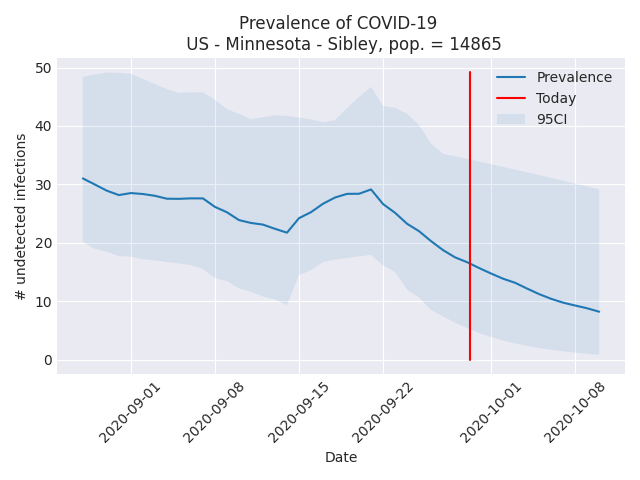 Prevalence of COVID-19
US - Minnesota - Sibley, pop. = 14865
# undetected infections
50
40
30
20
10
0
Prevalence
Today
95CI
2020-09-01
2020-09-08
2020-09-15
2020-09-22
2020-10-01
2020-10-08
Date